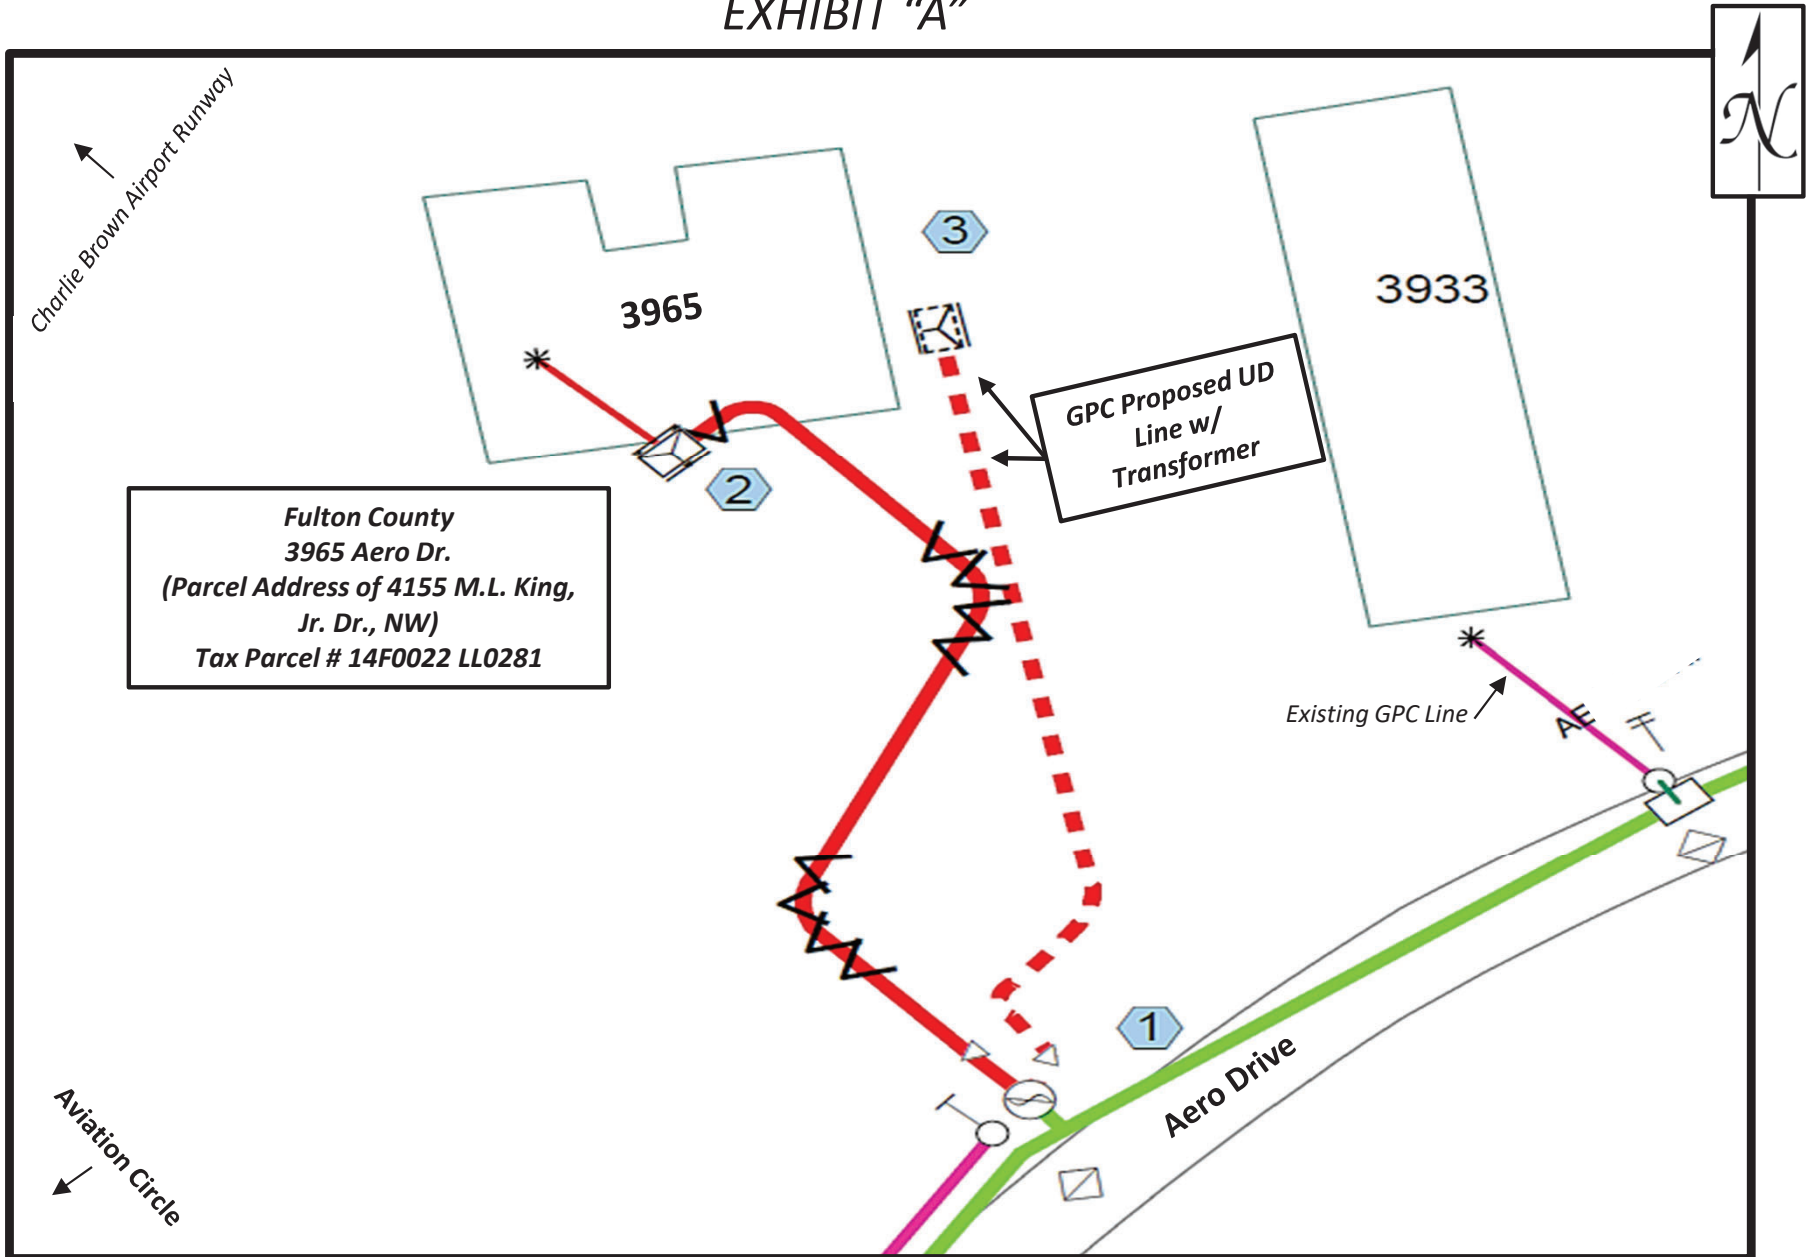 EXHIBIT "A"
N
Charlie Brown Airport Runway
3
3965
3933
GPC Proposed UD
Line w/
Transformer
2
Fulton County
3965 Aero Dr.
(Parcel Address of 4155 M.L. King,
Jr. Dr., NW)
Tax Parcel # 14F0022 LL0281
Existing GPC Line
AE
1
Aero Drive
Aviation Circle